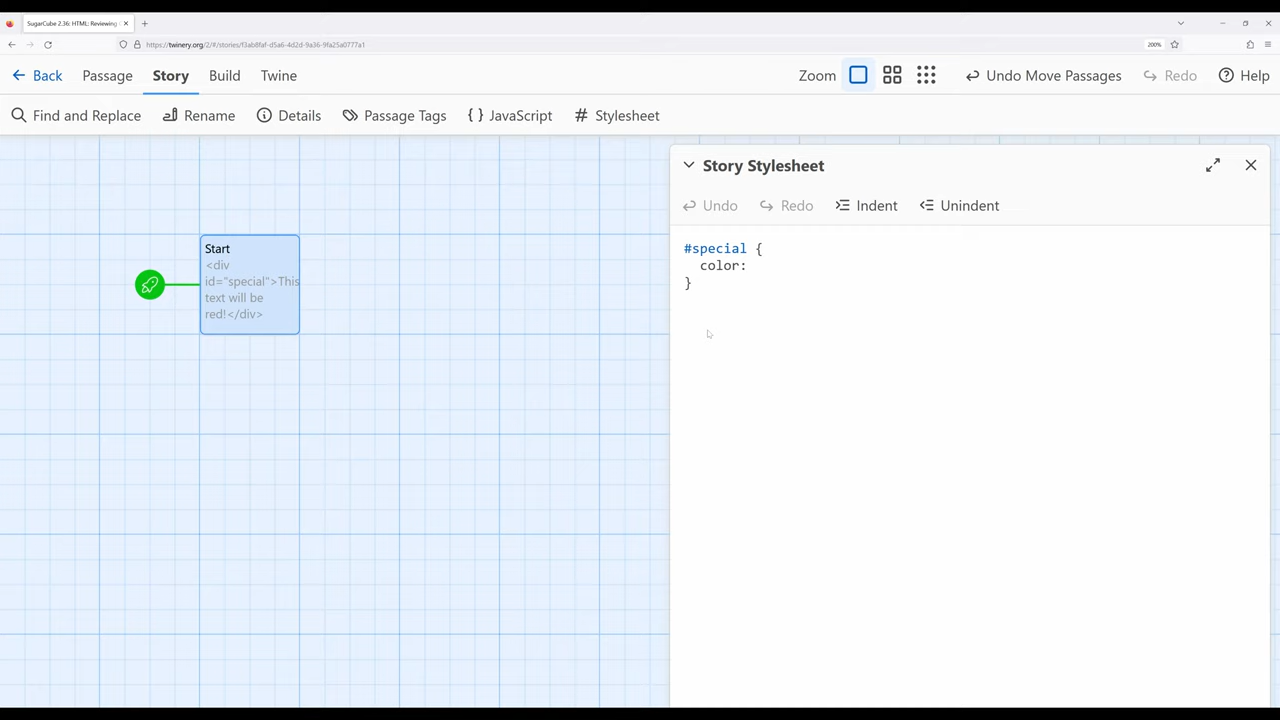 SugarCube 2.36: HTML: Reviewing
https://twinery.org/2/#/stories/f3ab8faf-d5a6-4d2d-9a36-9fa25a0777a1
200%
Back Passage Story Build Twine Zoom Undo Move Passages Redo Help
Find and Replace Rename Details Passage Tags { } JavaScript # Stylesheet
Story Stylesheet
Undo Redo Indent Unindent
#special {
color:
}
Start
<div
id="special">This
text will be
red!</div>